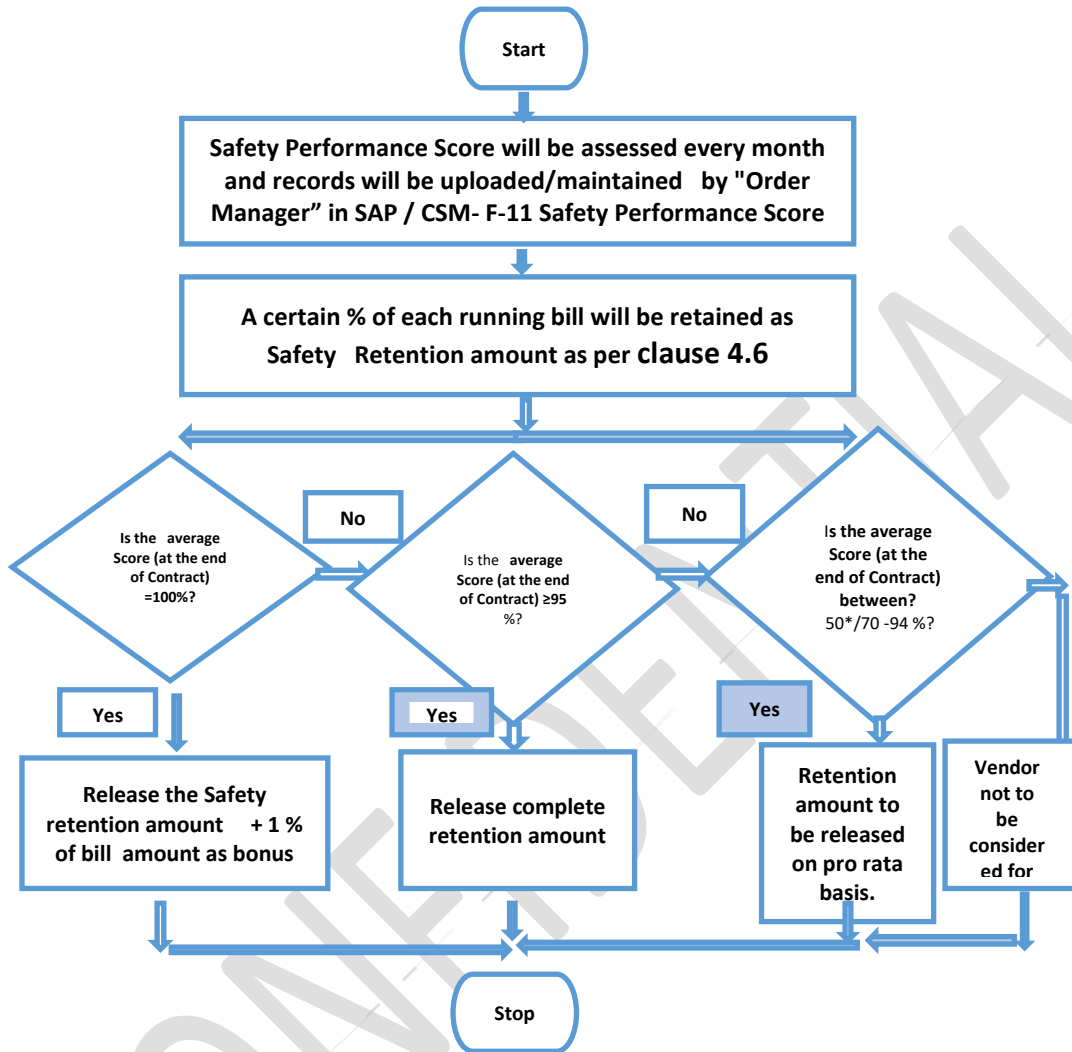 Start
Safety Performance Score will be assessed every month
and records will be uploaded/maintained by "Order
Manager” in SAP / CSM- F-11 Safety Performance Score
A certain % of each running bill will be retained as
Safety Retention amount as per clause 4.6
Is the average
Score (at the end
of Contract)
=100%?
No
Is the average
Score (at the end
of Contract) ≥95
%?
No
Is the average
Score (at the
end of Contract)
between?
50*/70 -94 %?
Yes
Yes
Yes
Release the Safety
retention amount + 1 %
of bill amount as bonus
Release complete
retention amount
Retention
amount to
be released
on pro rata
basis.
Vendor
not to
be
consider
ed for
Stop
CONFIDENTIAL